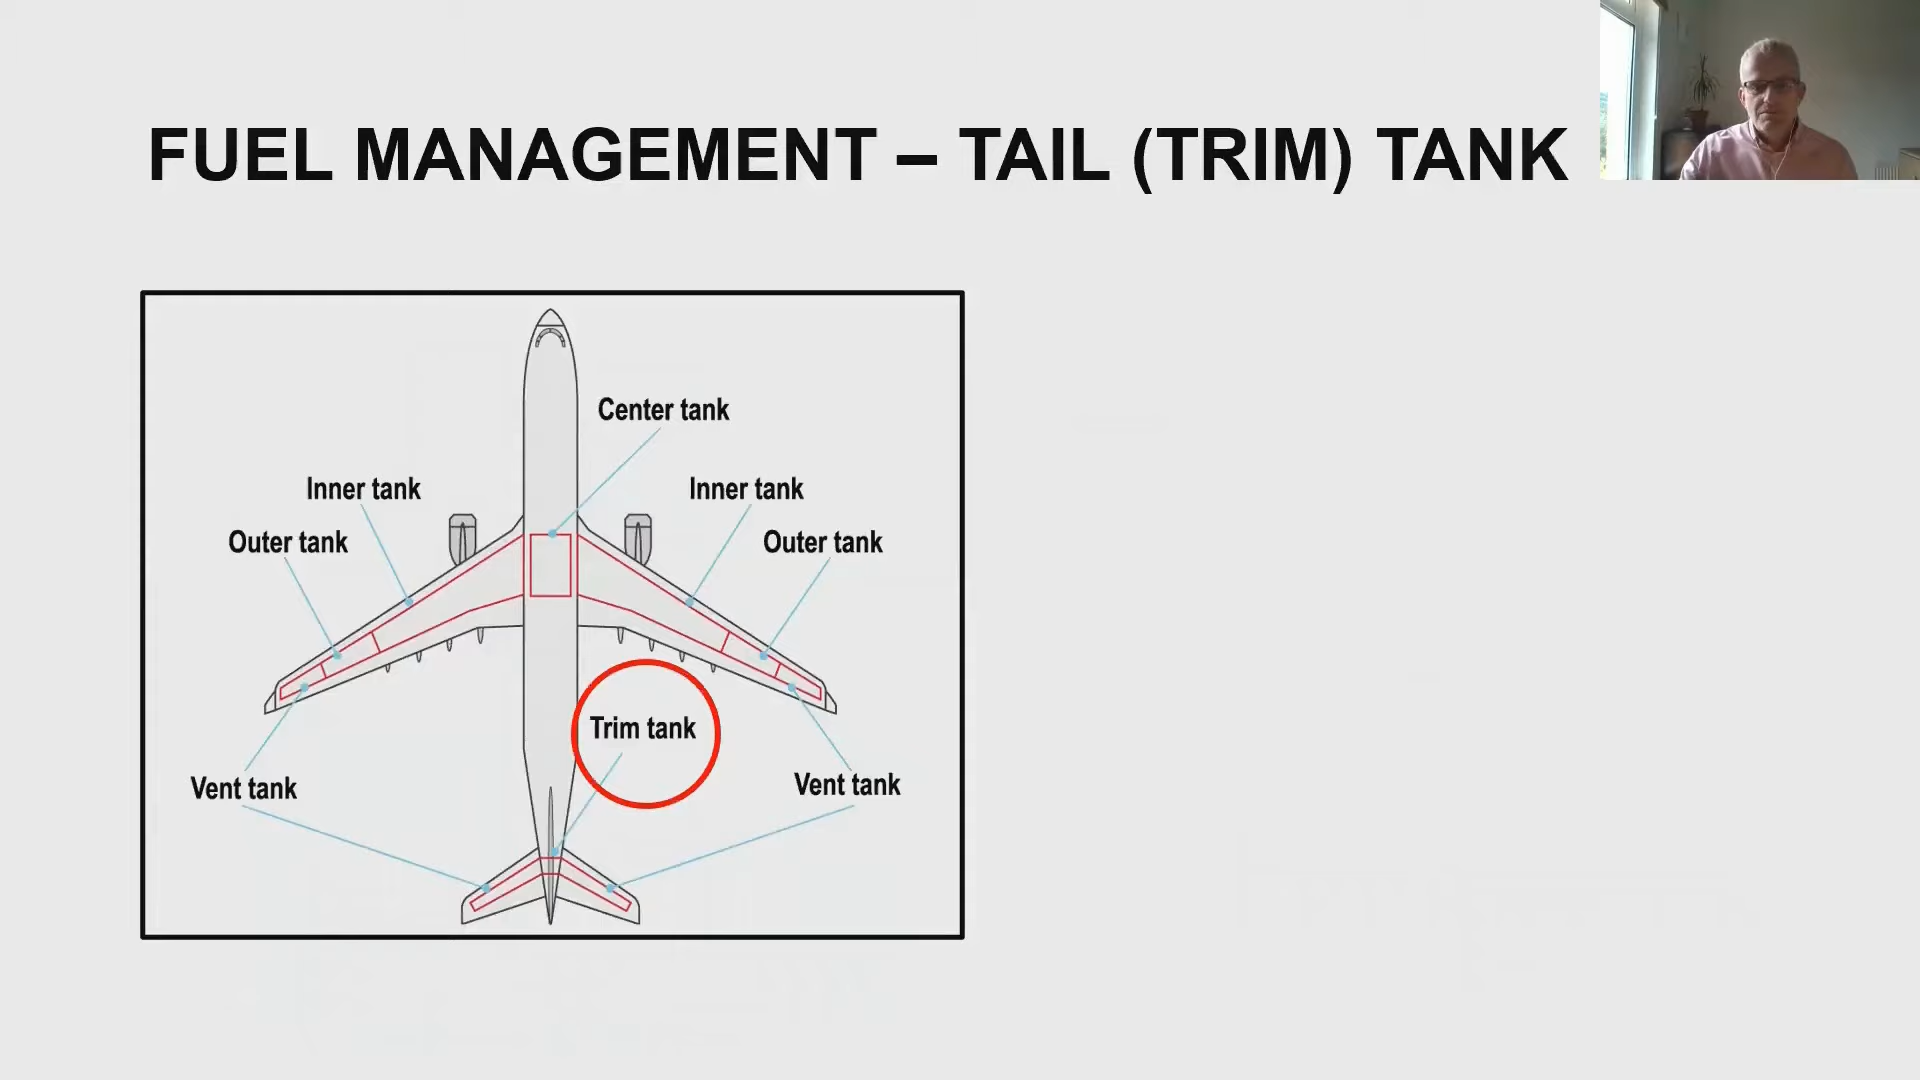 FUEL MANAGEMENT – TAIL (TRIM) TANK
Center tank
Inner tank
Inner tank
Outer tank
Outer tank
Trim tank
Vent tank
Vent tank